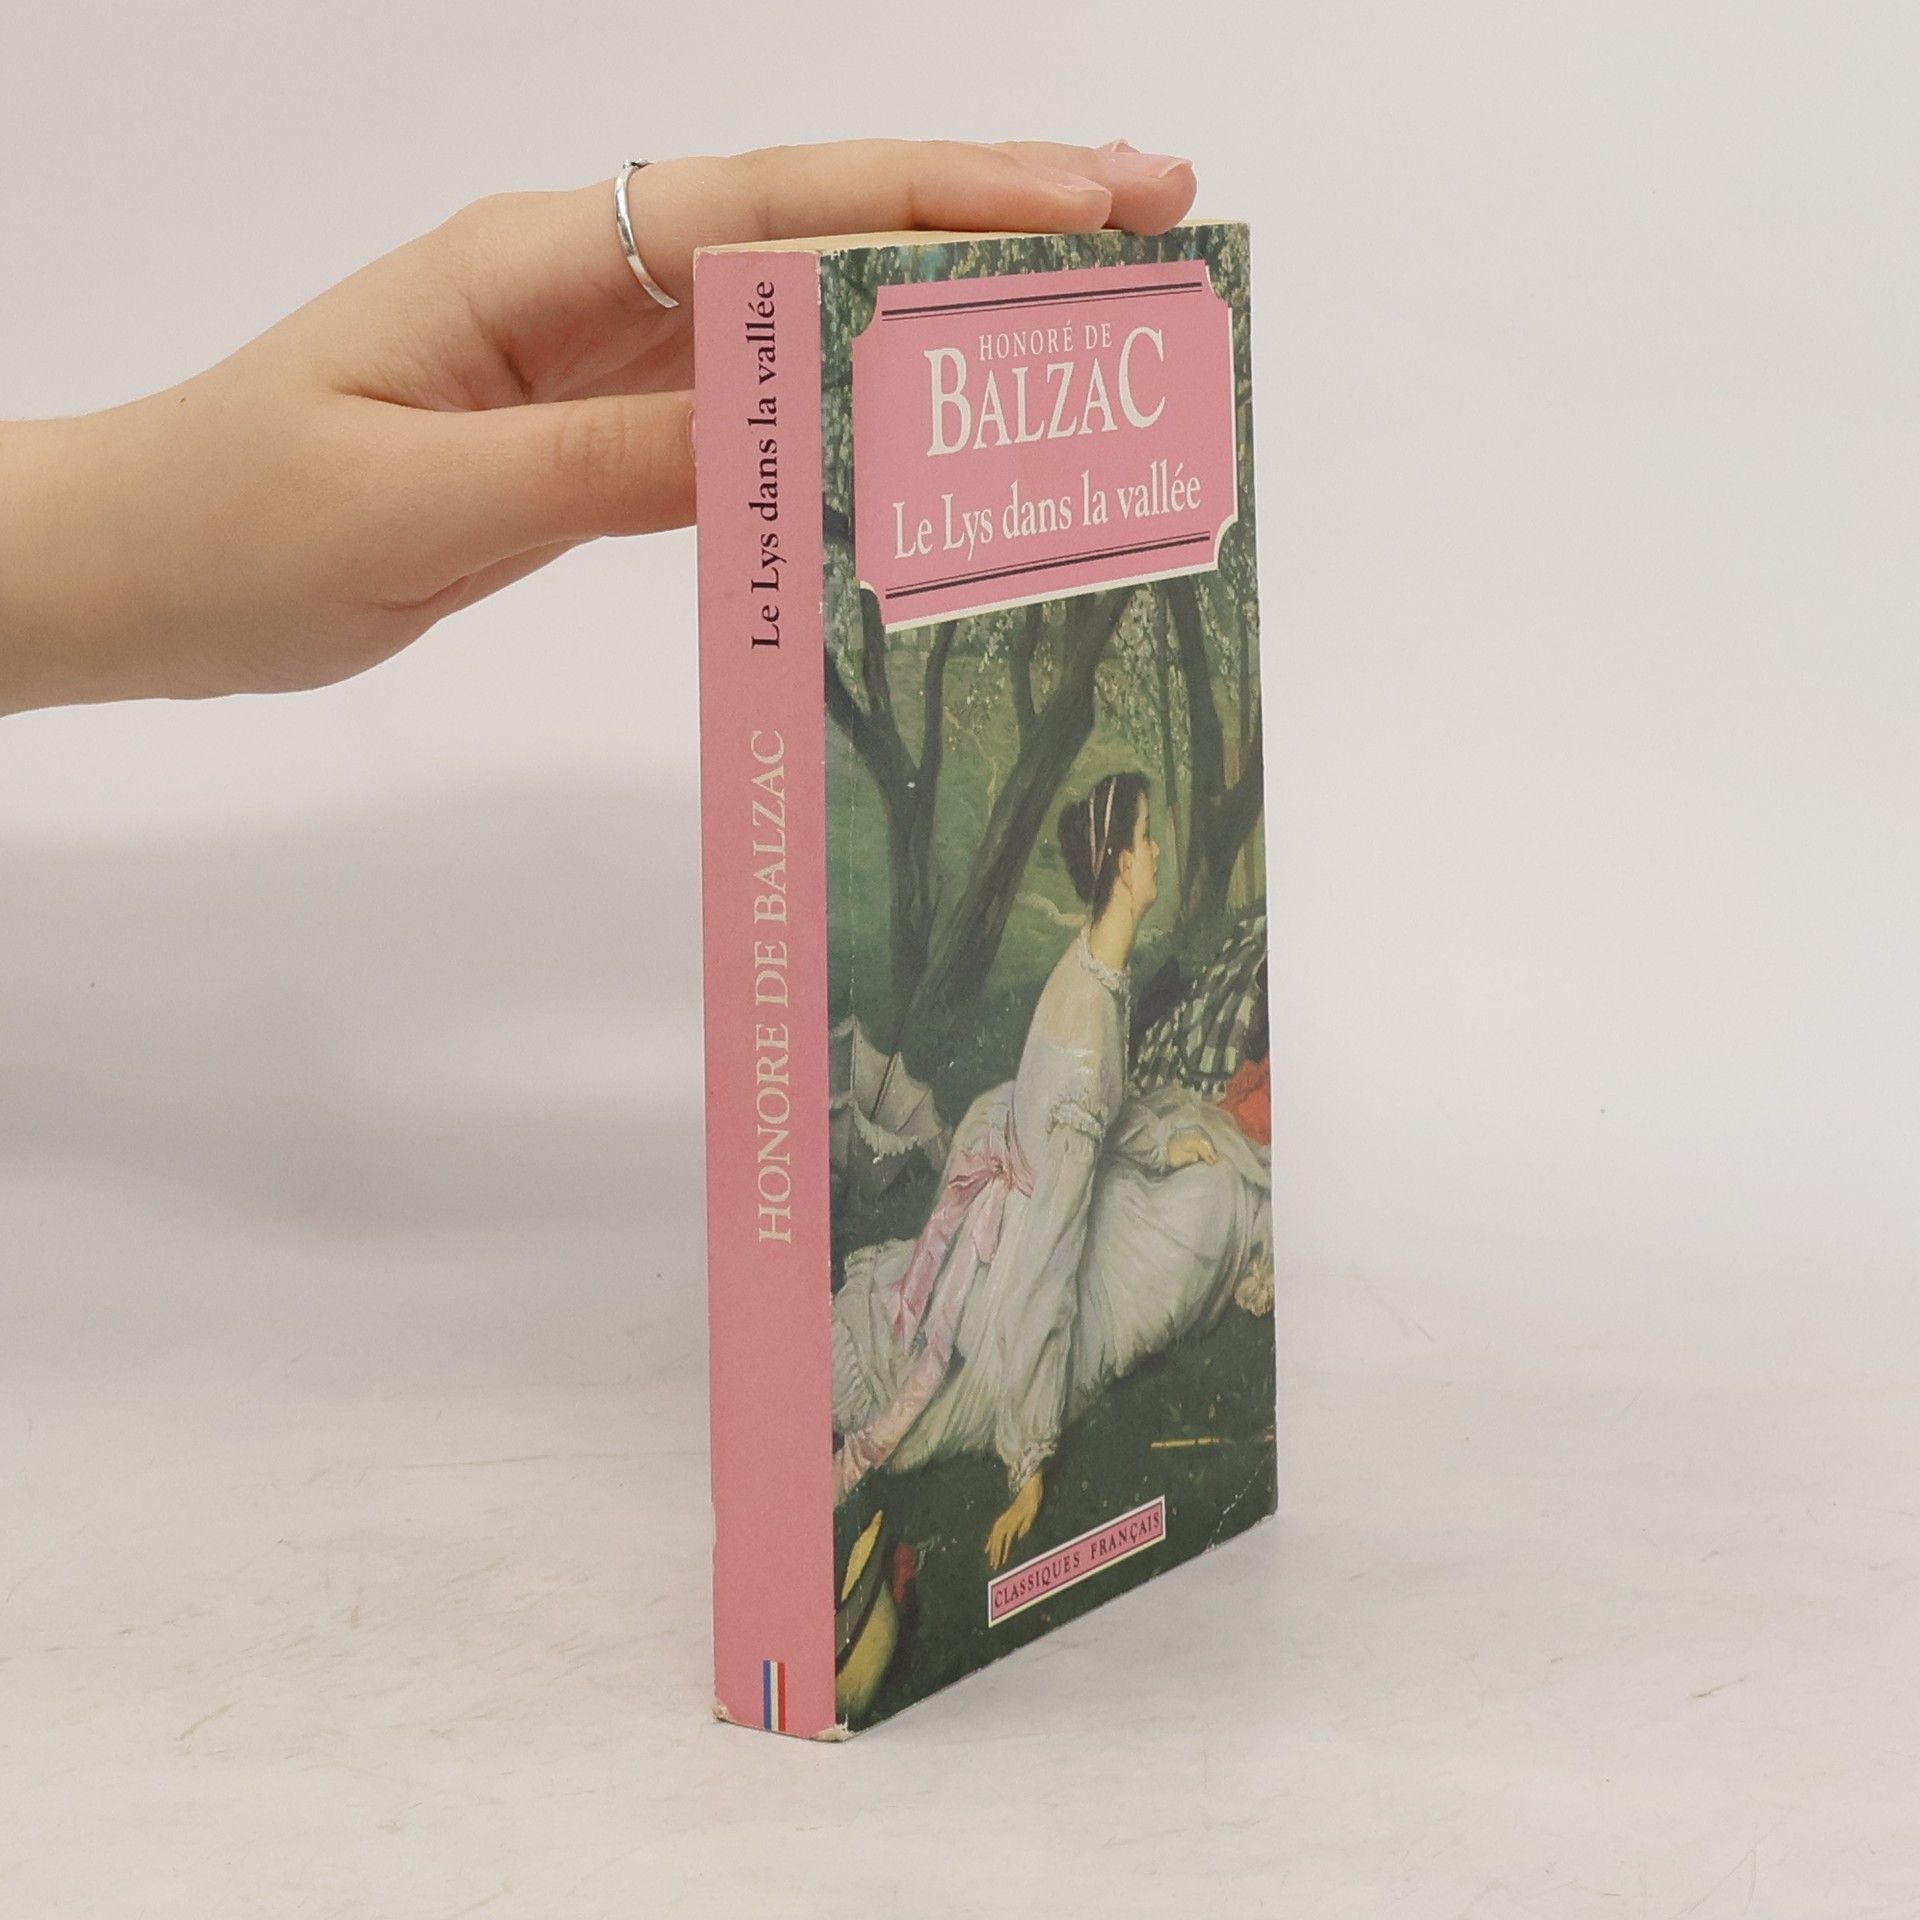 Le Lys dans la vallée
HONORE DE BALZAC
HONORÉ DE
BALZAC
Le Lys dans la vallée
CLASSIQUES FRANÇAIS